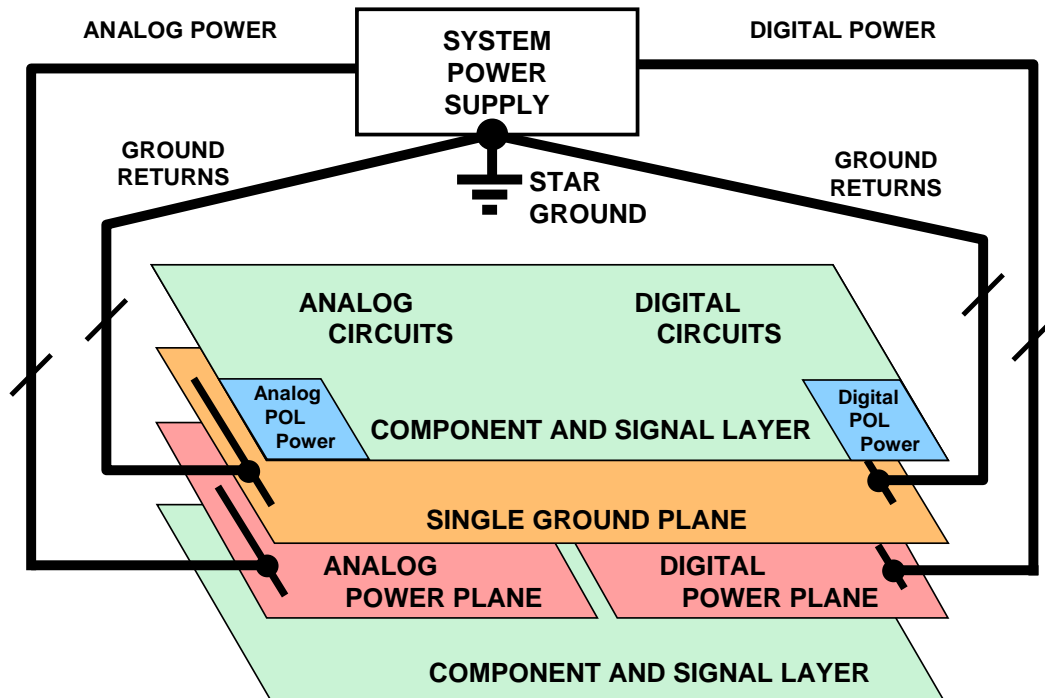 ANALOG POWER
SYSTEM
POWER
SUPPLY
DIGITAL POWER
GROUND
RETURNS
STAR
GROUND
GROUND
RETURNS
ANALOG
CIRCUITS
DIGITAL
CIRCUITS
Analog
POL
Power
COMPONENT AND SIGNAL LAYER
Digital
POL
Power
SINGLE GROUND PLANE
ANALOG
POWER PLANE
DIGITAL
POWER PLANE
COMPONENT AND SIGNAL LAYER